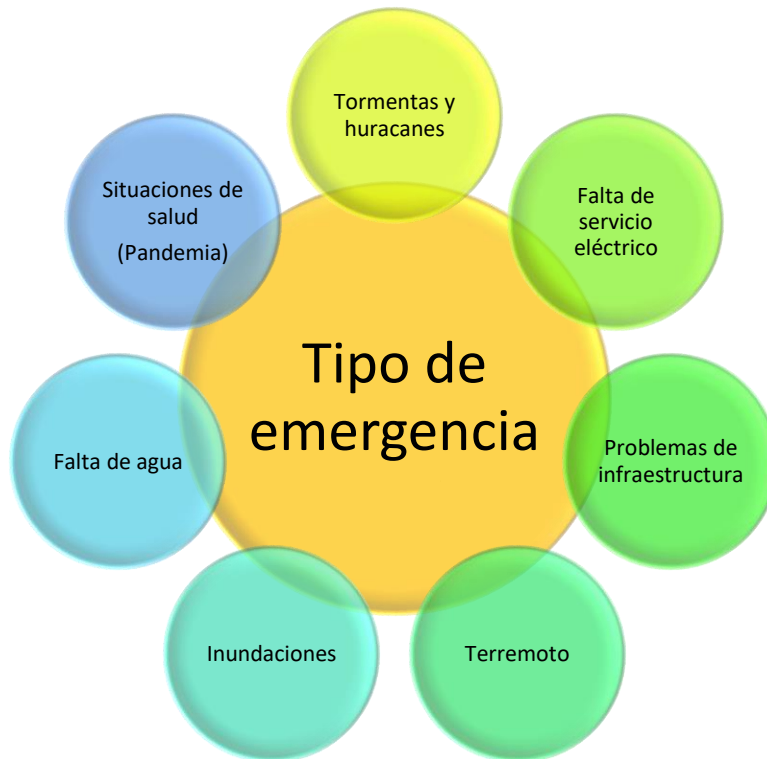 Tipo de
emergencia
Tormentas y
huracanes
Falta de
servicio
eléctrico
Problemas de
infraestructura
Terremoto
Inundaciones
Falta de agua
Situaciones de
salud
(Pandemia)